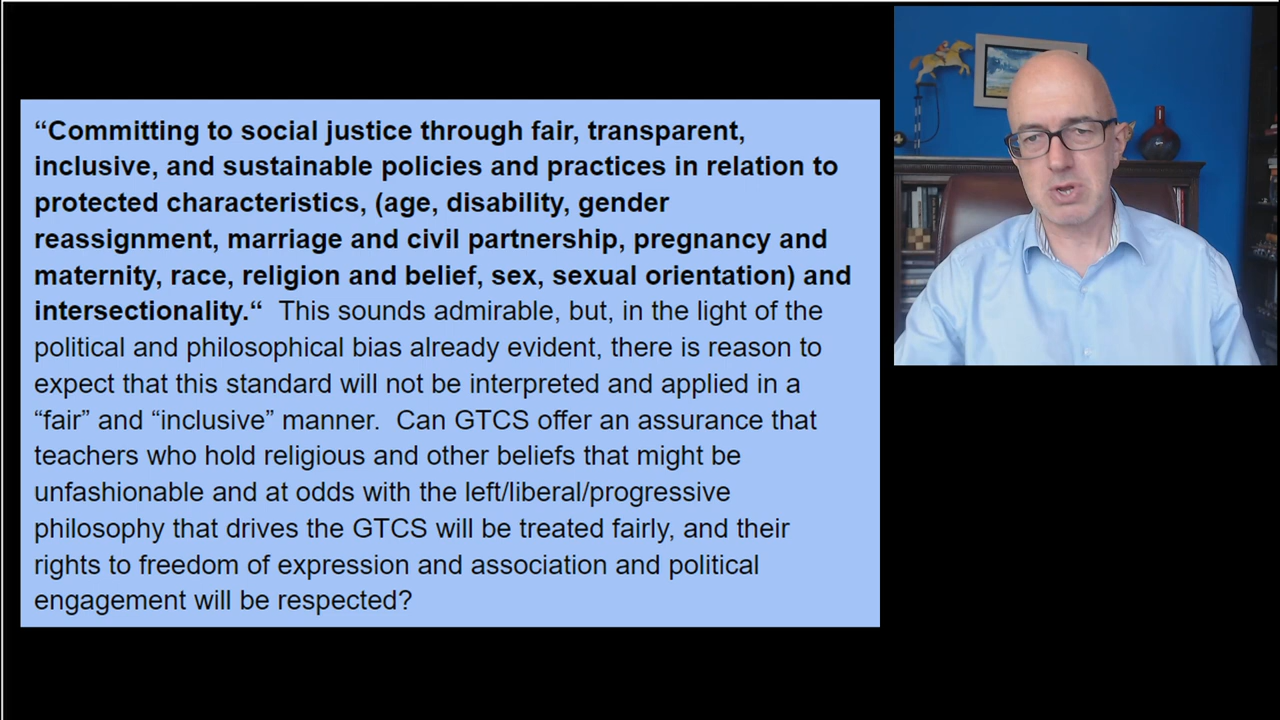 “Committing to social justice through fair, transparent,
inclusive, and sustainable policies and practices in relation to
protected characteristics, (age, disability, gender
reassignment, marriage and civil partnership, pregnancy and
maternity, race, religion and belief, sex, sexual orientation) and
intersectionality.“ This sounds admirable, but, in the light of the
political and philosophical bias already evident, there is reason to
expect that this standard will not be interpreted and applied in a
“fair” and “inclusive” manner. Can GTCS offer an assurance that
teachers who hold religious and other beliefs that might be
unfashionable and at odds with the left/liberal/progressive
philosophy that drives the GTCS will be treated fairly, and their
rights to freedom of expression and association and political
engagement will be respected?